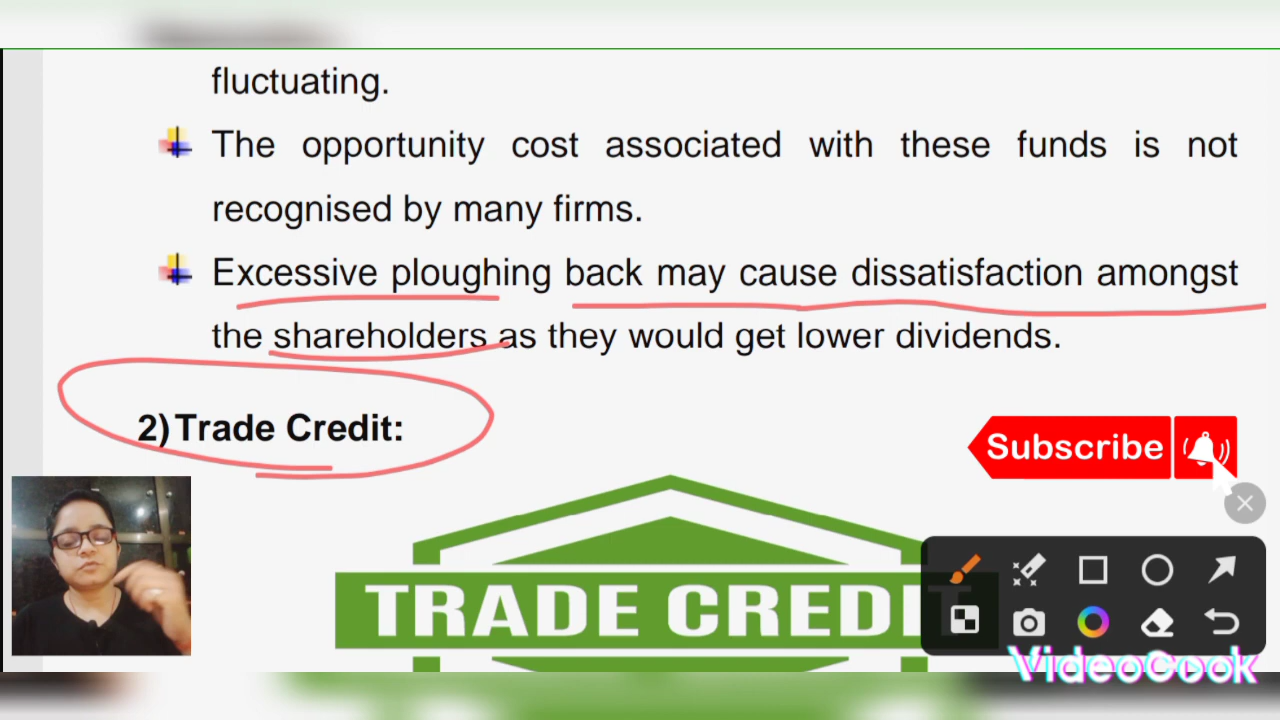 fluctuating.
The opportunity cost associated with these funds is not
recognised by many firms.
Excessive ploughing back may cause dissatisfaction amongst
the shareholders as they would get lower dividends.
2) Trade Credit:
Subscribe
TRADE CREDIT
VideoCook